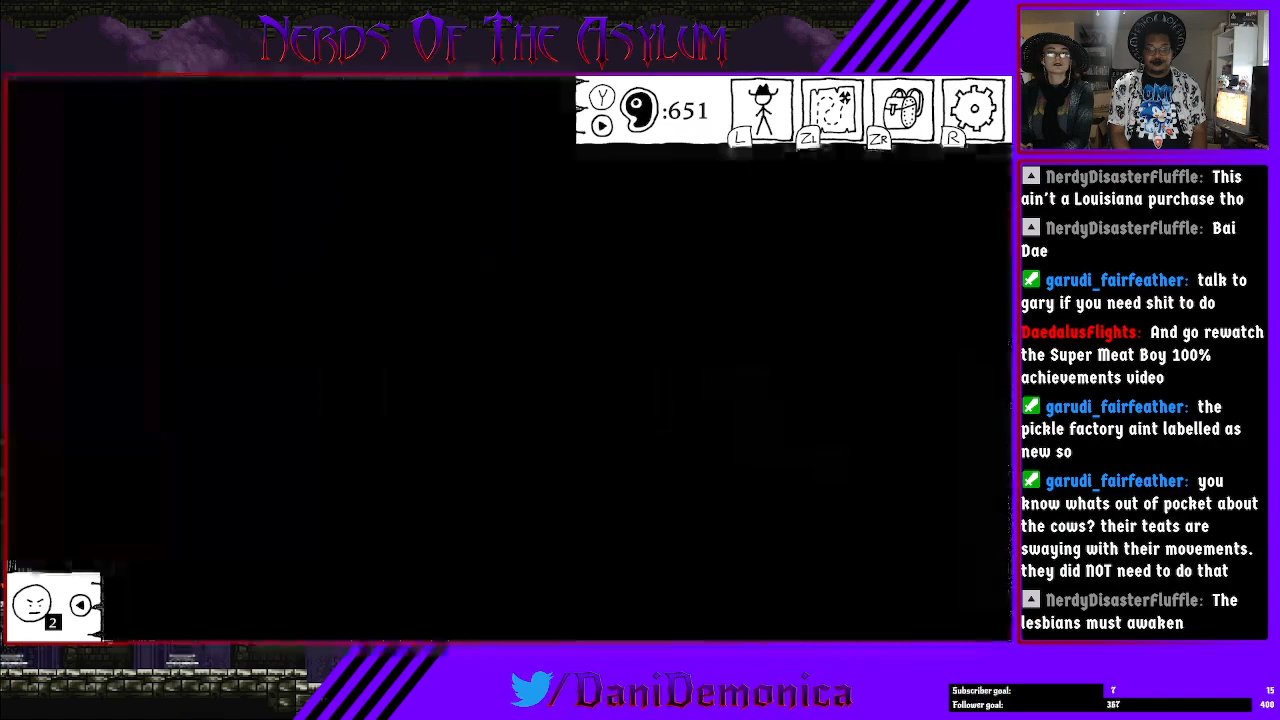 Nerds Of The Asylum
Y
:651
L
ZL
ZR
R
2
NerdyDisasterFluffle: This
ain't a Louisiana purchase tho
NerdyDisasterFluffle: Bai
Dae
garudi_fairfeather: talk to
gary if you need shit to do
DaedalusFlights: And go rewatch
the Super Meat Boy 100%
achievements video
garudi_fairfeather: the
pickle factory aint labelled as
new so
garudi_fairfeather: you
know whats out of pocket about
the cows? their teats are
swaying with their movements.
they did NOT need to do that
NerdyDisasterFluffle: The
lesbians must awaken
/DaniDemonica
Subscriber goal: 7 15
Follower goal: 367 400